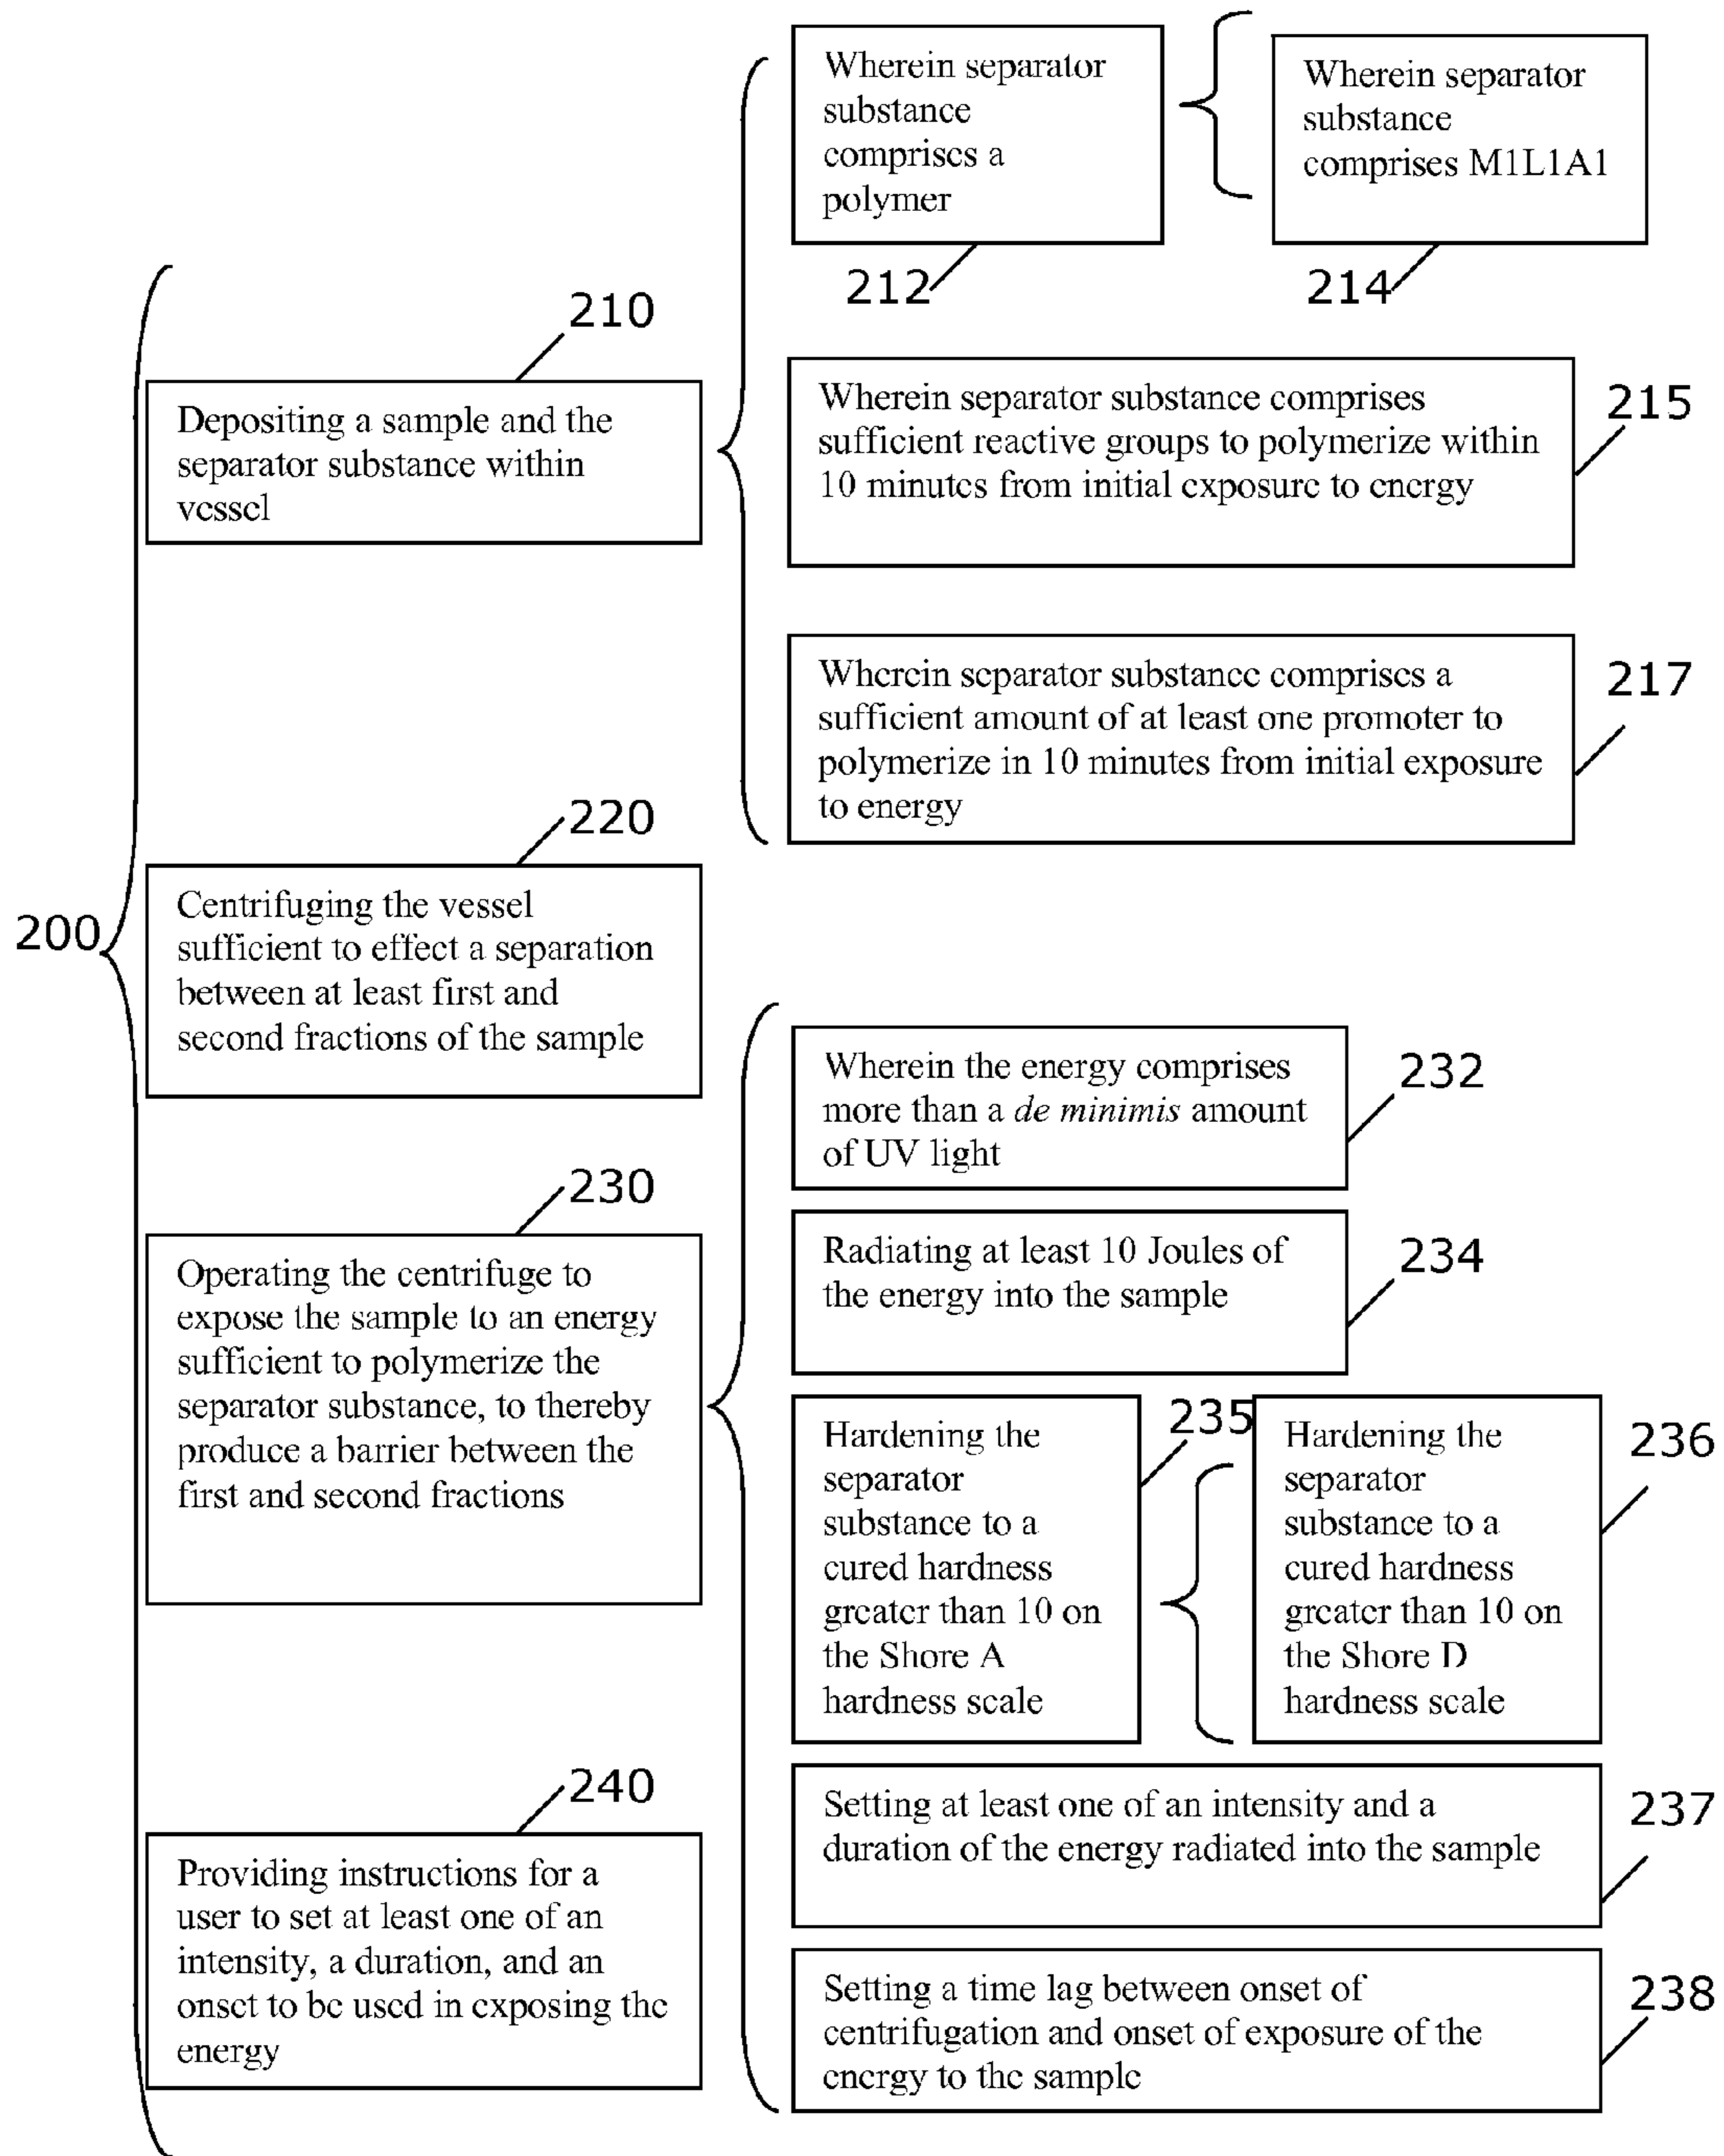 200
210
Depositing a sample and the
separator substance within
vessel
Wherein separator
substance
comprises a
polymer
212
Wherein separator
substance
comprises M1L1A1
214
Wherein separator substance comprises
sufficient reactive groups to polymerize within
10 minutes from initial exposure to energy
215
Wherein separator substance comprises a
sufficient amount of at least one promoter to
polymerize in 10 minutes from initial exposure
to energy
217
220
Centrifuging the vessel
sufficient to effect a separation
between at least first and
second fractions of the sample
230
Operating the centrifuge to
expose the sample to an energy
sufficient to polymerize the
separator substance, to thereby
produce a barrier between the
first and second fractions
Wherein the energy comprises
more than a de minimis amount
of UV light
232
Radiating at least 10 Joules of
the energy into the sample
234
Hardening the
separator
substance to a
cured hardness
greater than 10 on
the Shore A
hardness scale
235
Hardening the
separator
substance to a
cured hardness
greater than 10 on
the Shore D
hardness scale
236
Setting at least one of an intensity and a
duration of the energy radiated into the sample
237
Setting a time lag between onset of
centrifugation and onset of exposure of the
energy to the sample
238
240
Providing instructions for a
user to set at least one of an
intensity, a duration, and an
onset to be used in exposing the
energy